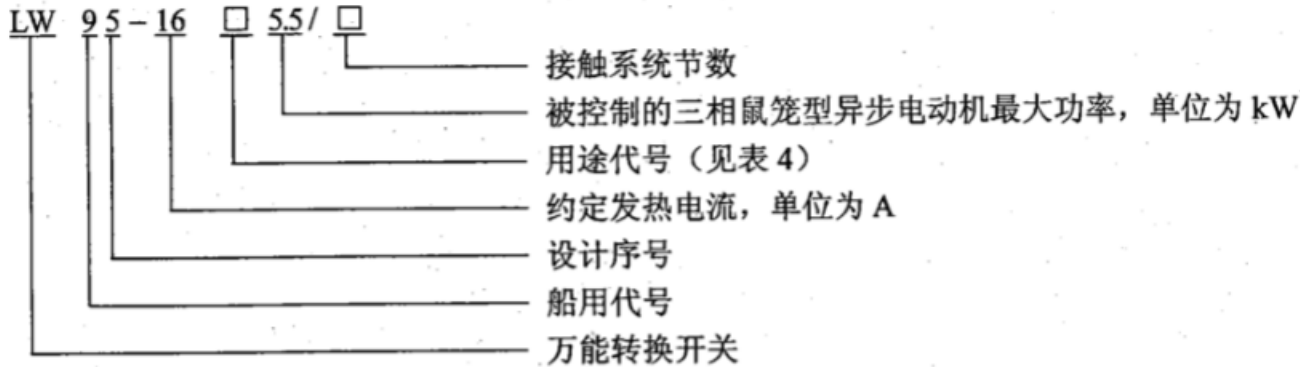 LW 95-16 □ 5.5/□
接触系统节数
被控制的三相鼠笼型异步电动机最大功率，单位为 kW
用途代号（见表 4）
约定发热电流，单位为 A
设计序号
船用代号
万能转换开关